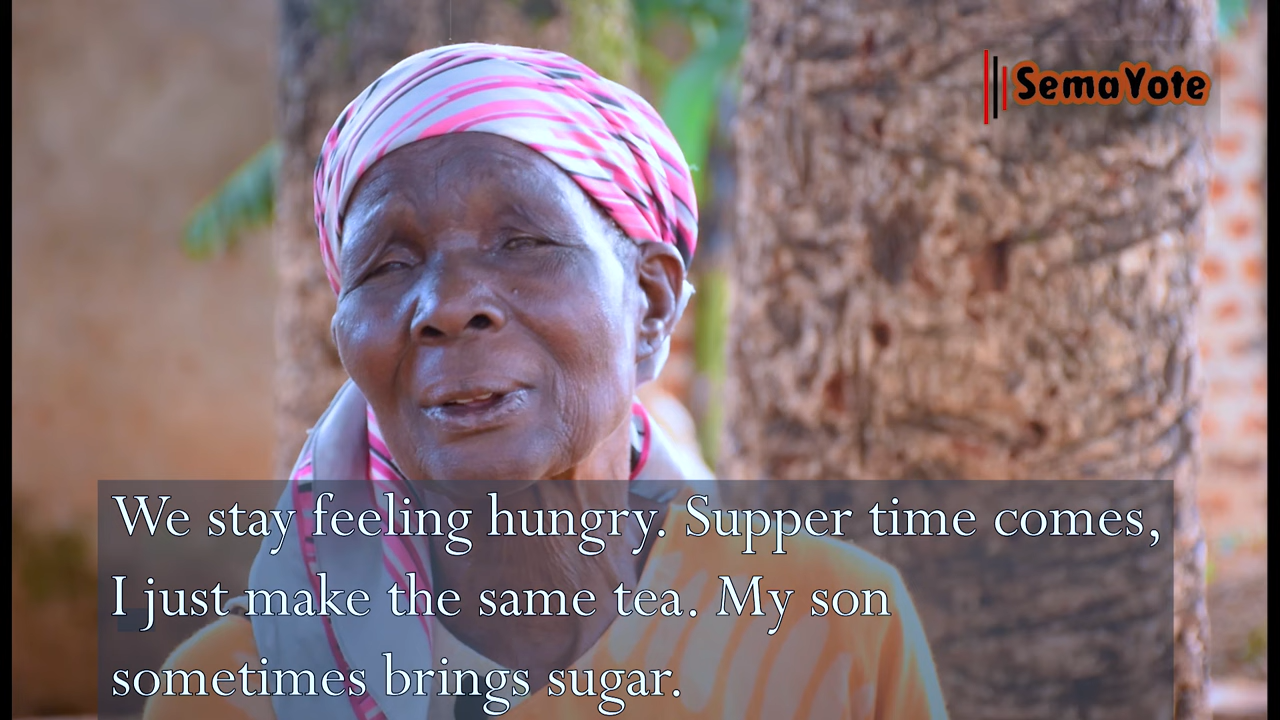 SemaYote
We stay feeling hungry. Supper time comes,
I just make the same tea. My son
sometimes brings sugar.